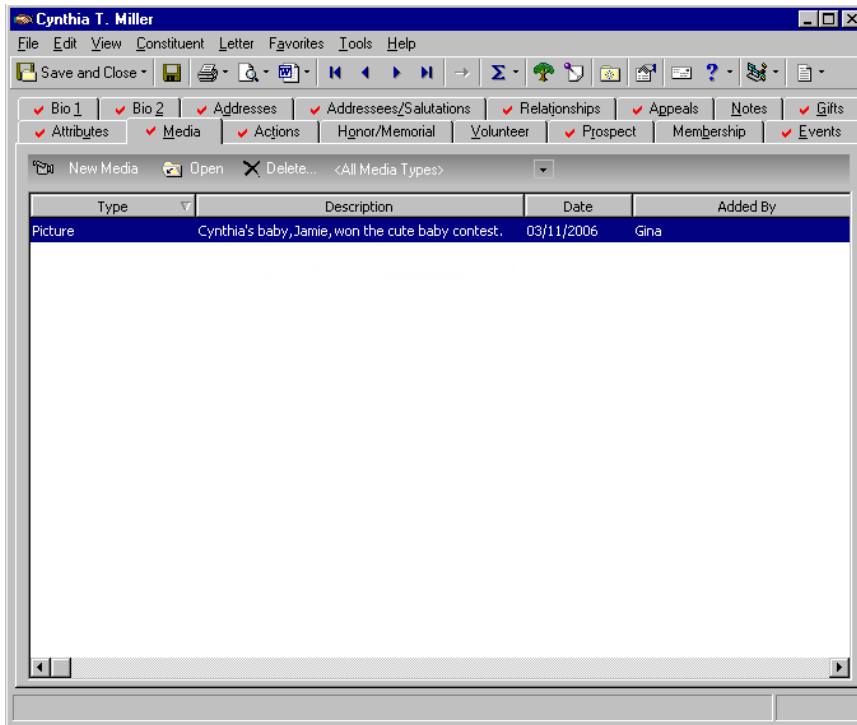 Cynthia T. Miller
File Edit View Constituent Letter Favorites Tools Help
Save and Close
Bio 1 Bio 2 Addresses Addressees/Salutations Relationships Appeals Notes Gifts
Attributes Media Actions Honor/Memorial Volunteer Prospect Membership Events
New Media Open Delete... <All Media Types>
Type Description Date Added By
Picture Cynthia's baby, Jamie, won the cute baby contest. 03/11/2006 Gina